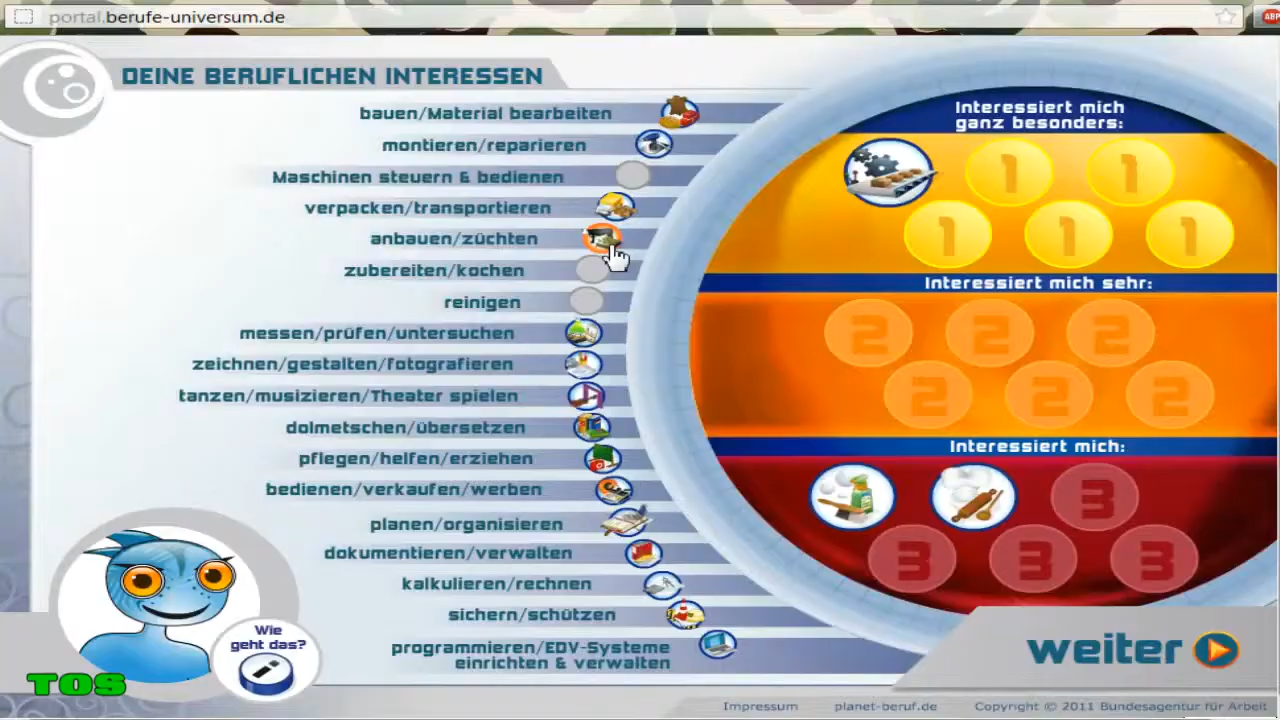 portal.berufe-universum.de
ABP
DEINE BERUFLICHEN INTERESSEN
bauen/Material bearbeiten
montieren/reparieren
Maschinen steuern & bedienen
verpacken/transportieren
anbauen/züchten
zubereiten/kochen
reinigen
messen/prüfen/untersuchen
zeichnen/gestalten/fotografieren
tanzen/musizieren/Theater spielen
dolmetschen/übersetzen
pflegen/helfen/erziehen
bedienen/verkaufen/werben
planen/organisieren
dokumentieren/verwalten
kalkulieren/rechnen
sichern/schützen
programmieren/EDV-Systeme
einrichten & verwalten
Interessiert mich
ganz besonders:
1 1
1 1 1
Interessiert mich sehr:
2 2 2
2 2 2
Interessiert mich:
3
3 3 3
Wie
geht das?
TOS
weiter
Impressum planet-beruf.de Copyright © 2011 Bundesagentur für Arbeit